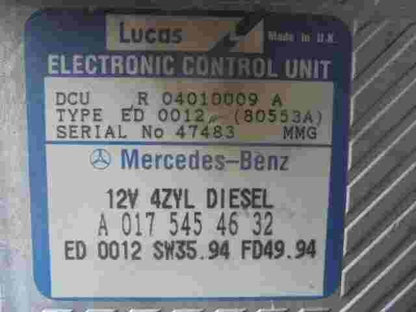 Lucas Made in U.K.
ELECTRONIC CONTROL UNIT
DCU R 04010009 A
TYPE ED 0012 (80553A)
SERIAL No 47483 MMG
Mercedes-Benz
12V 4ZYL DIESEL
A 017 545 46 32
ED 0012 SW35.94 FD49.94